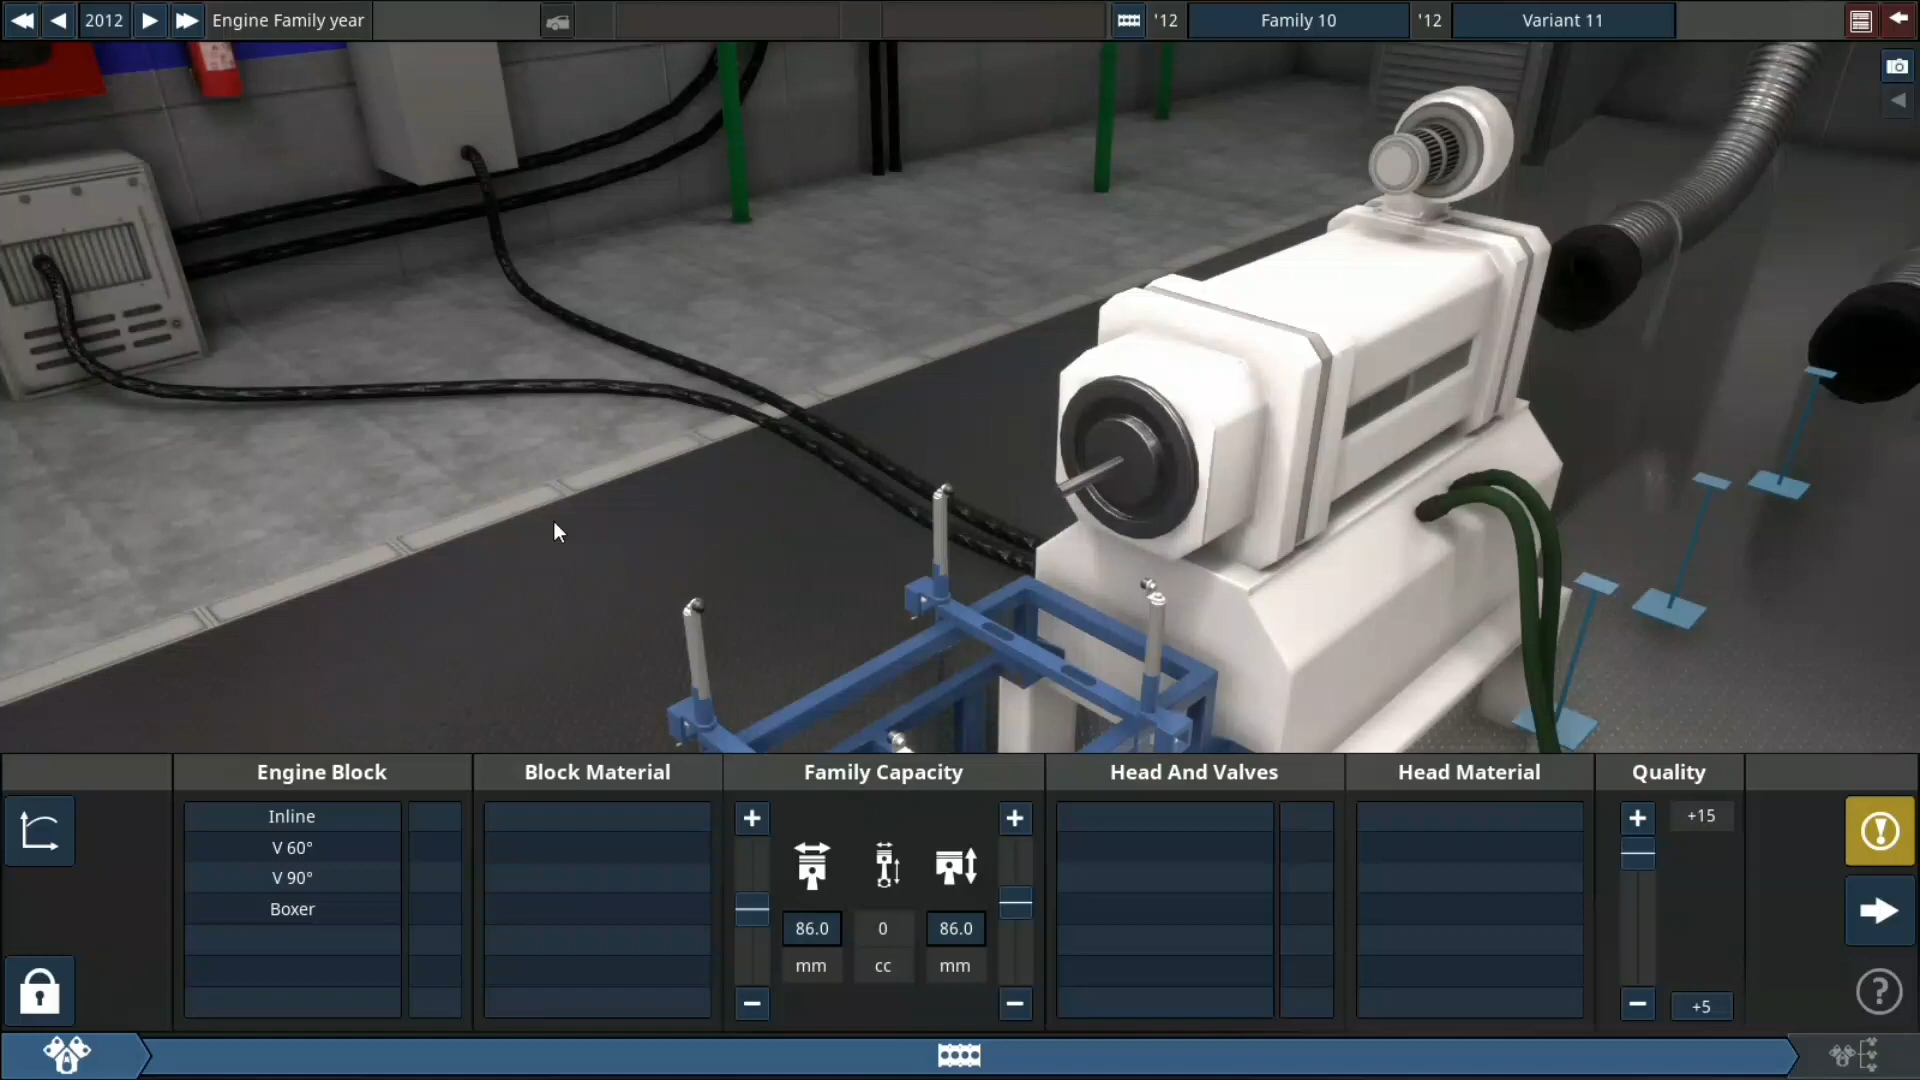 2012
Engine Family year
'12
Family 10
'12
Variant 11
Engine Block
Block Material
Family Capacity
Head And Valves
Head Material
Quality
Inline
V 60°
V 90°
Boxer
86.0
0
86.0
mm
cc
mm
+15
+5